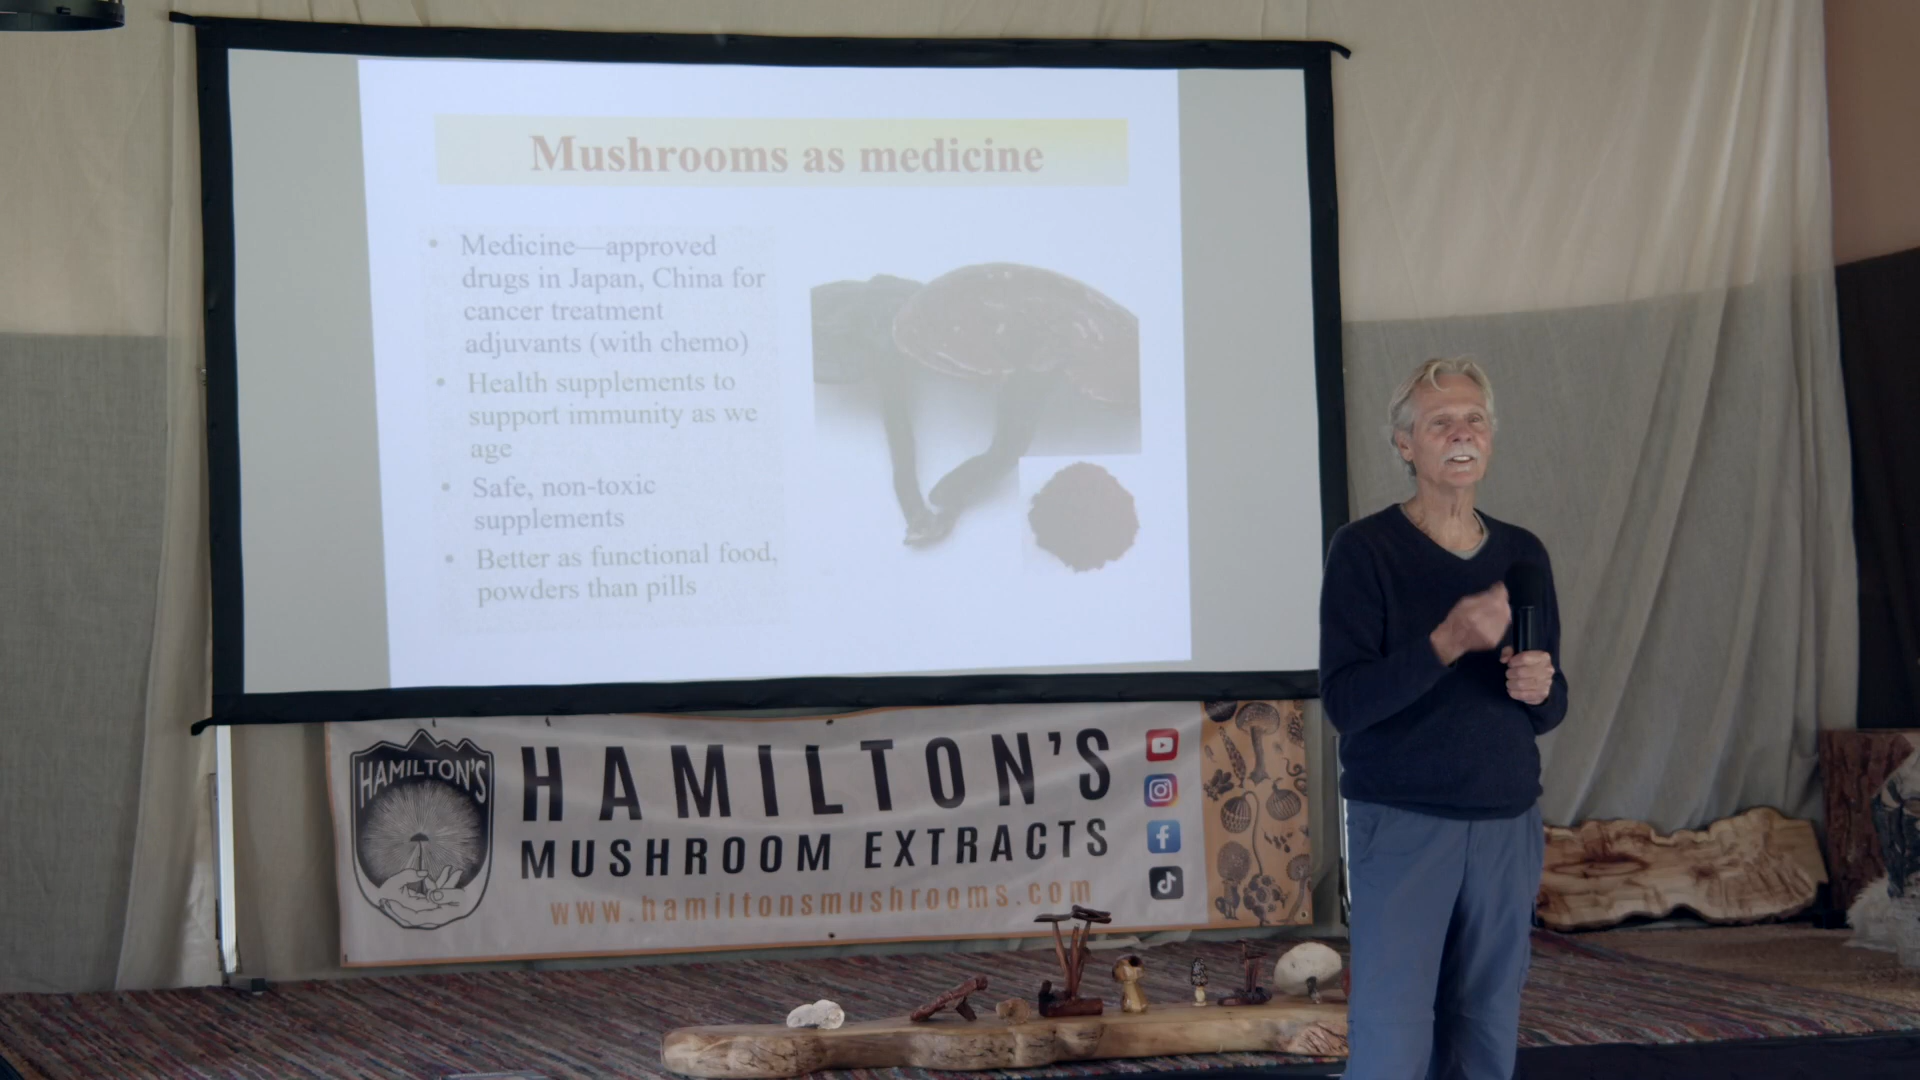 Mushrooms as medicine
• Medicine—approved
drugs in Japan, China for
cancer treatment
adjuvants (with chemo)
• Health supplements to
support immunity as we
age
• Safe, non-toxic
supplements
• Better as functional food,
powders than pills
HAMILTON'S
HAMILTON'S
MUSHROOM EXTRACTS
www.hamiltonsmushrooms.com